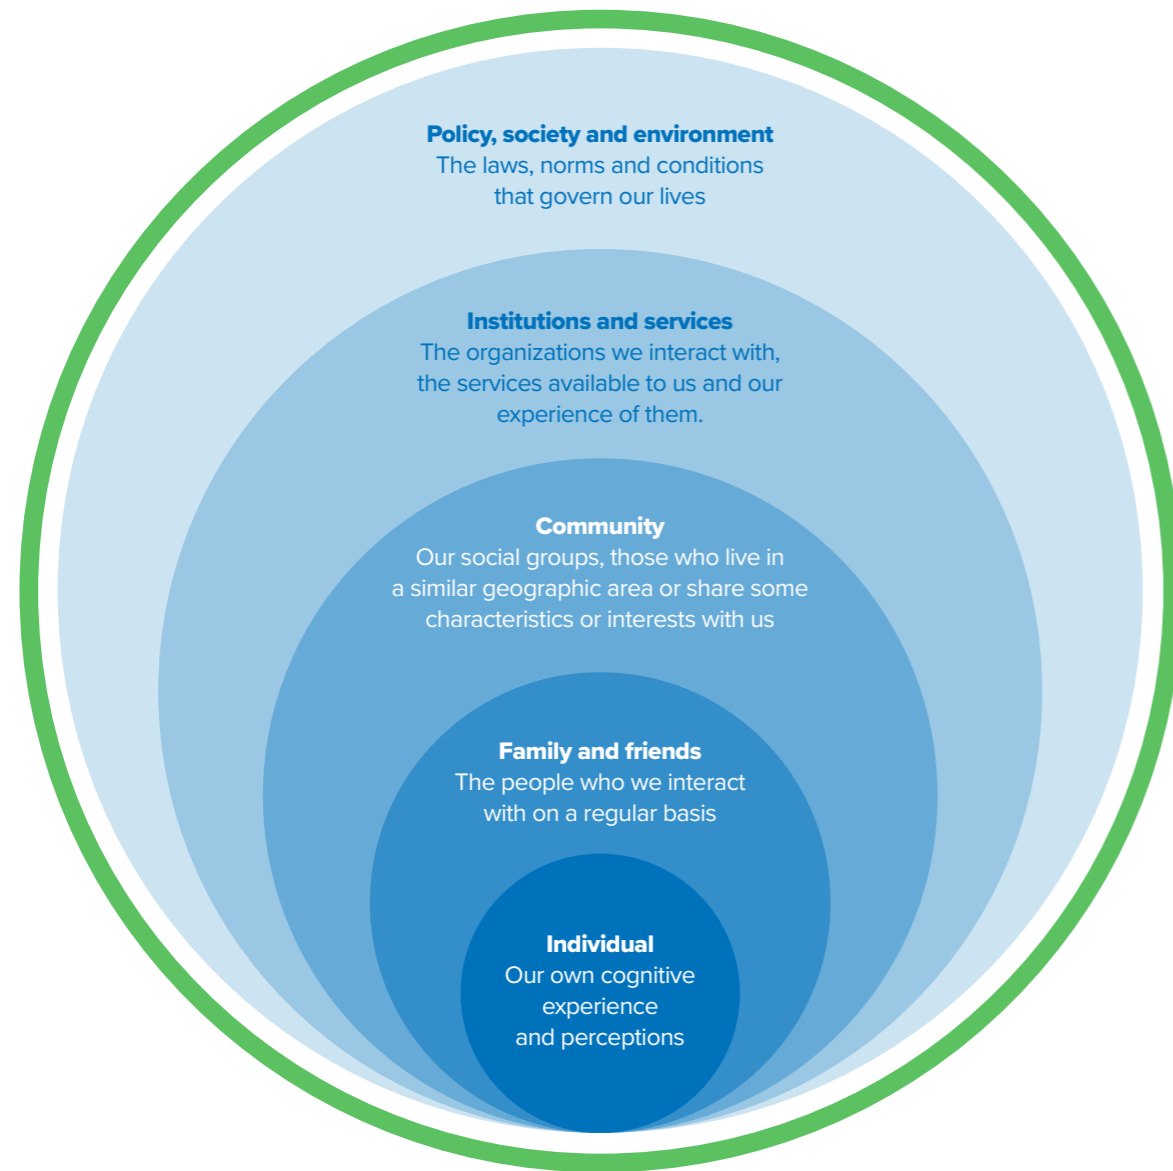 Policy, society and environment
The laws, norms and conditions
that govern our lives
Institutions and services
The organizations we interact with,
the services available to us and our
experience of them.
Community
Our social groups, those who live in
a similar geographic area or share some
characteristics or interests with us
Family and friends
The people who we interact
with on a regular basis
Individual
Our own cognitive
experience
and perceptions